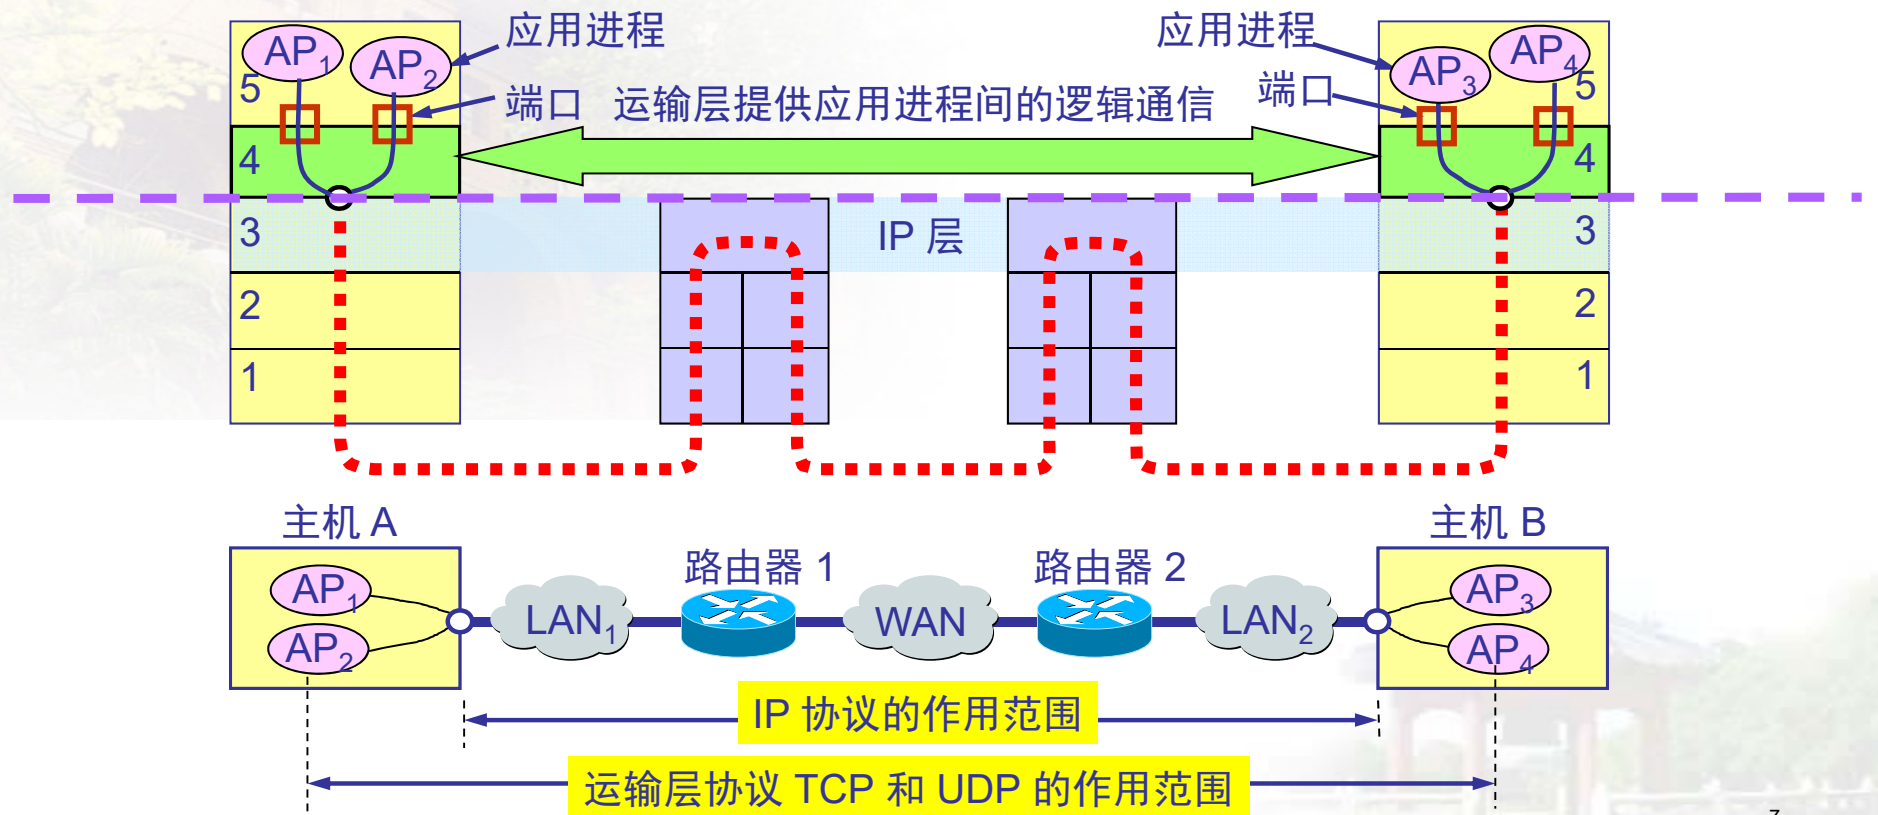 AP1
AP2
应用进程
应用进程
AP3
AP4
5
端口
运输层提供应用进程间的逻辑通信
端口
5
4
4
3
IP 层
3
2
2
1
1
主机 A
主机 B
路由器 1
路由器 2
AP1
AP2
LAN1
WAN
LAN2
AP3
AP4
IP 协议的作用范围
运输层协议 TCP 和 UDP 的作用范围